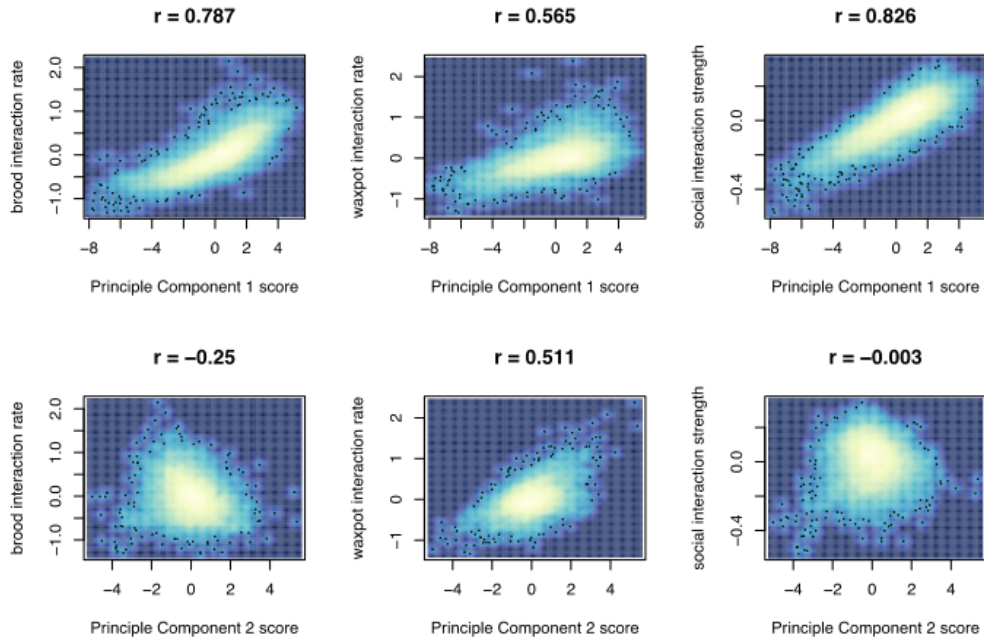 r = 0.787
brood interaction rate
2.0
1.0
0.0
−1.0
−8 −4 0 2 4
Principle Component 1 score
r = 0.565
waxpot interaction rate
2
1
0
−1
−8 −4 0 2 4
Principle Component 1 score
r = 0.826
social interaction strength
0.0
−0.4
−8 −4 0 2 4
Principle Component 1 score
r = −0.25
brood interaction rate
2.0
1.0
0.0
−1.0
−4 −2 0 2 4
Principle Component 2 score
r = 0.511
waxpot interaction rate
2
1
0
−1
−4 −2 0 2 4
Principle Component 2 score
r = −0.003
social interaction strength
0.0
−0.4
−4 −2 0 2 4
Principle Component 2 score